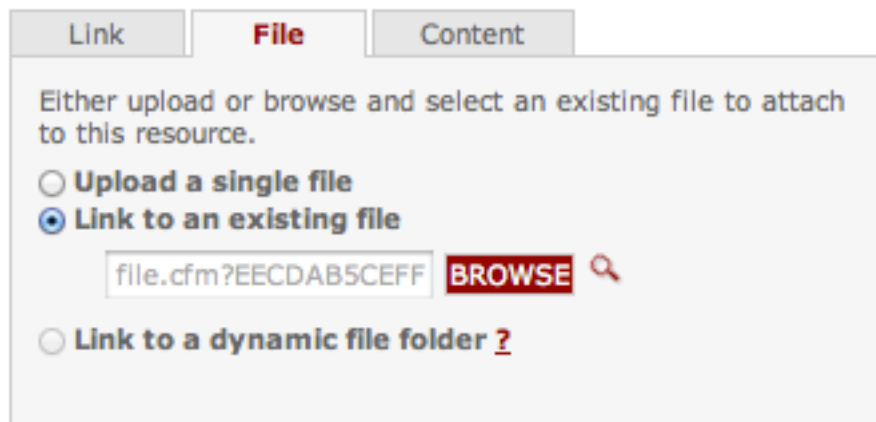 Link File Content
Either upload or browse and select an existing file to attach
to this resource.
Upload a single file
Link to an existing file
file.cfm?EECDAB5CEFF BROWSE
Link to a dynamic file folder ?